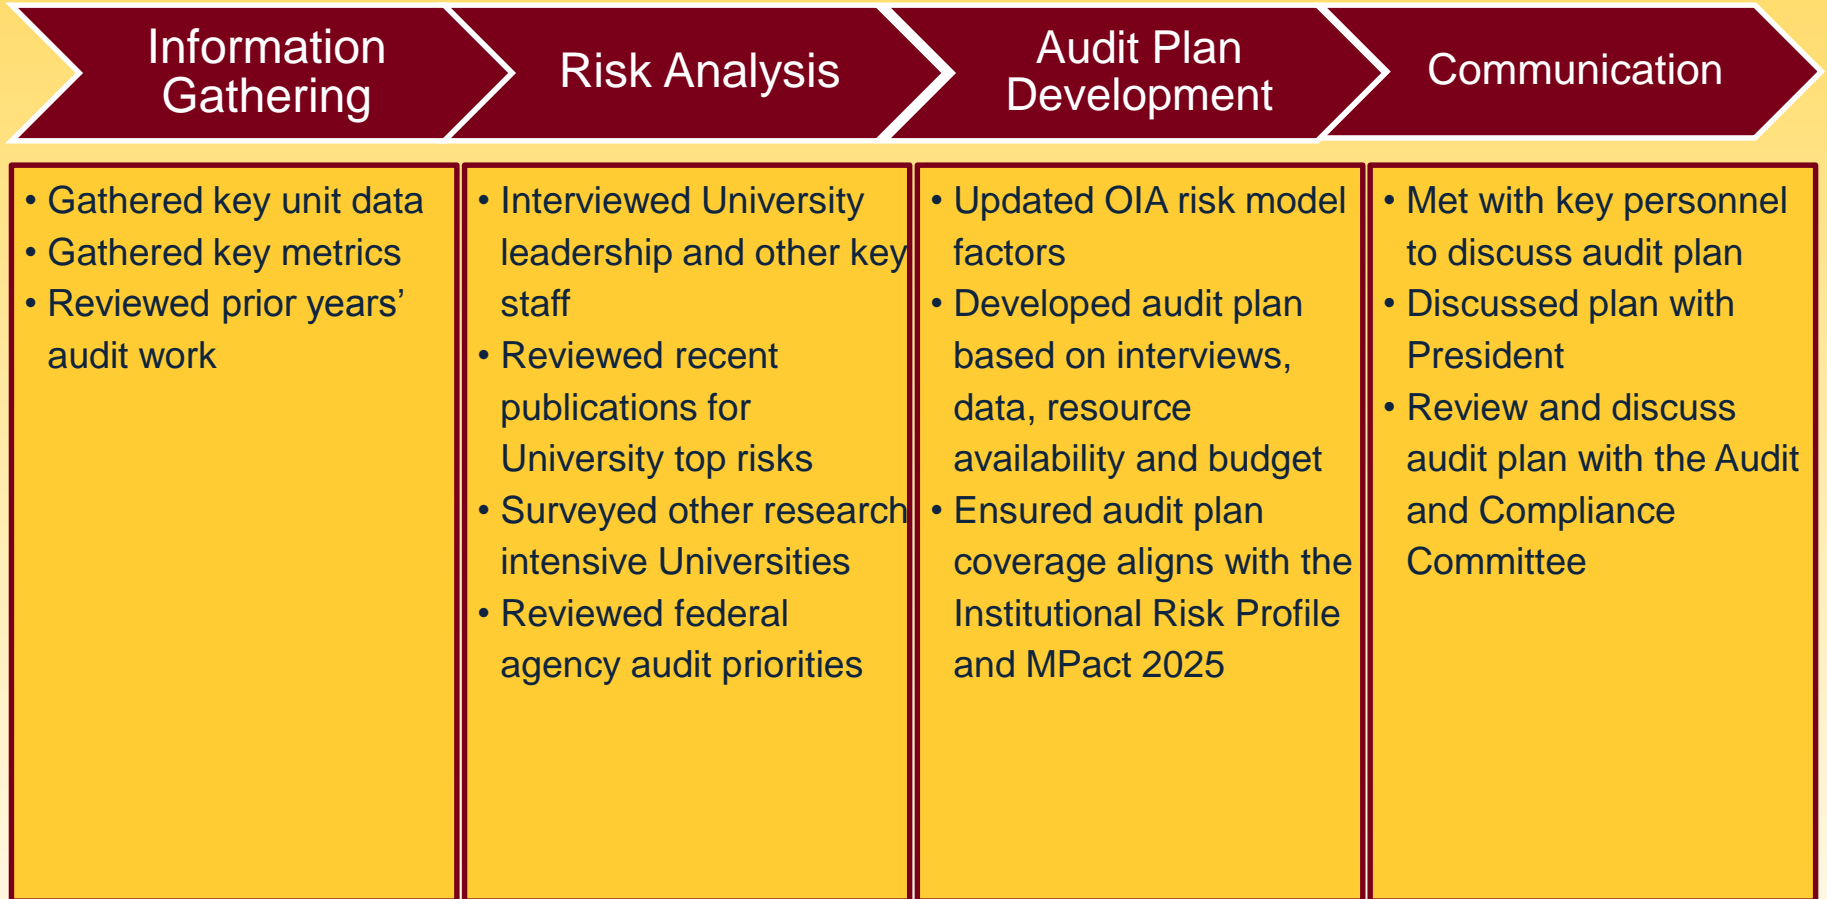 Information
Gathering
Risk Analysis
Audit Plan
Development
Communication
• Gathered key unit data
• Gathered key metrics
• Reviewed prior years’
audit work
• Interviewed University
leadership and other key
staff
• Reviewed recent
publications for
University top risks
• Surveyed other research
intensive Universities
• Reviewed federal
agency audit priorities
• Updated OIA risk model
factors
• Developed audit plan
based on interviews,
data, resource
availability and budget
• Ensured audit plan
coverage aligns with the
Institutional Risk Profile
and MPact 2025
• Met with key personnel
to discuss audit plan
• Discussed plan with
President
• Review and discuss
audit plan with the Audit
and Compliance
Committee